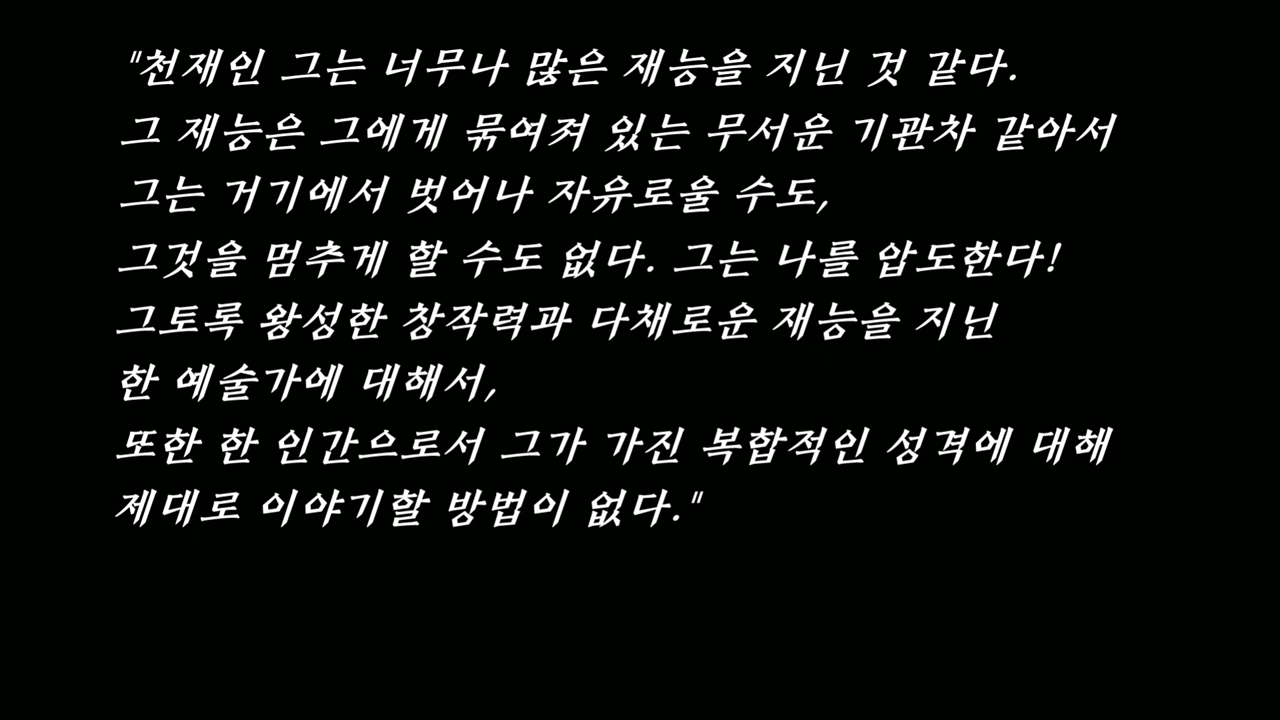 "천재인 그는 너무나 많은 재능을 지닌 것 같다.
그 재능은 그에게 묶여져 있는 무서운 기관차 같아서
그는 거기에서 벗어나 자유로울 수도,
그것을 멈추게 할 수도 없다. 그는 나를 압도한다!
그토록 왕성한 창작력과 다채로운 재능을 지닌
한 예술가에 대해서,
또한 한 인간으로서 그가 가진 복합적인 성격에 대해
제대로 이야기할 방법이 없다."